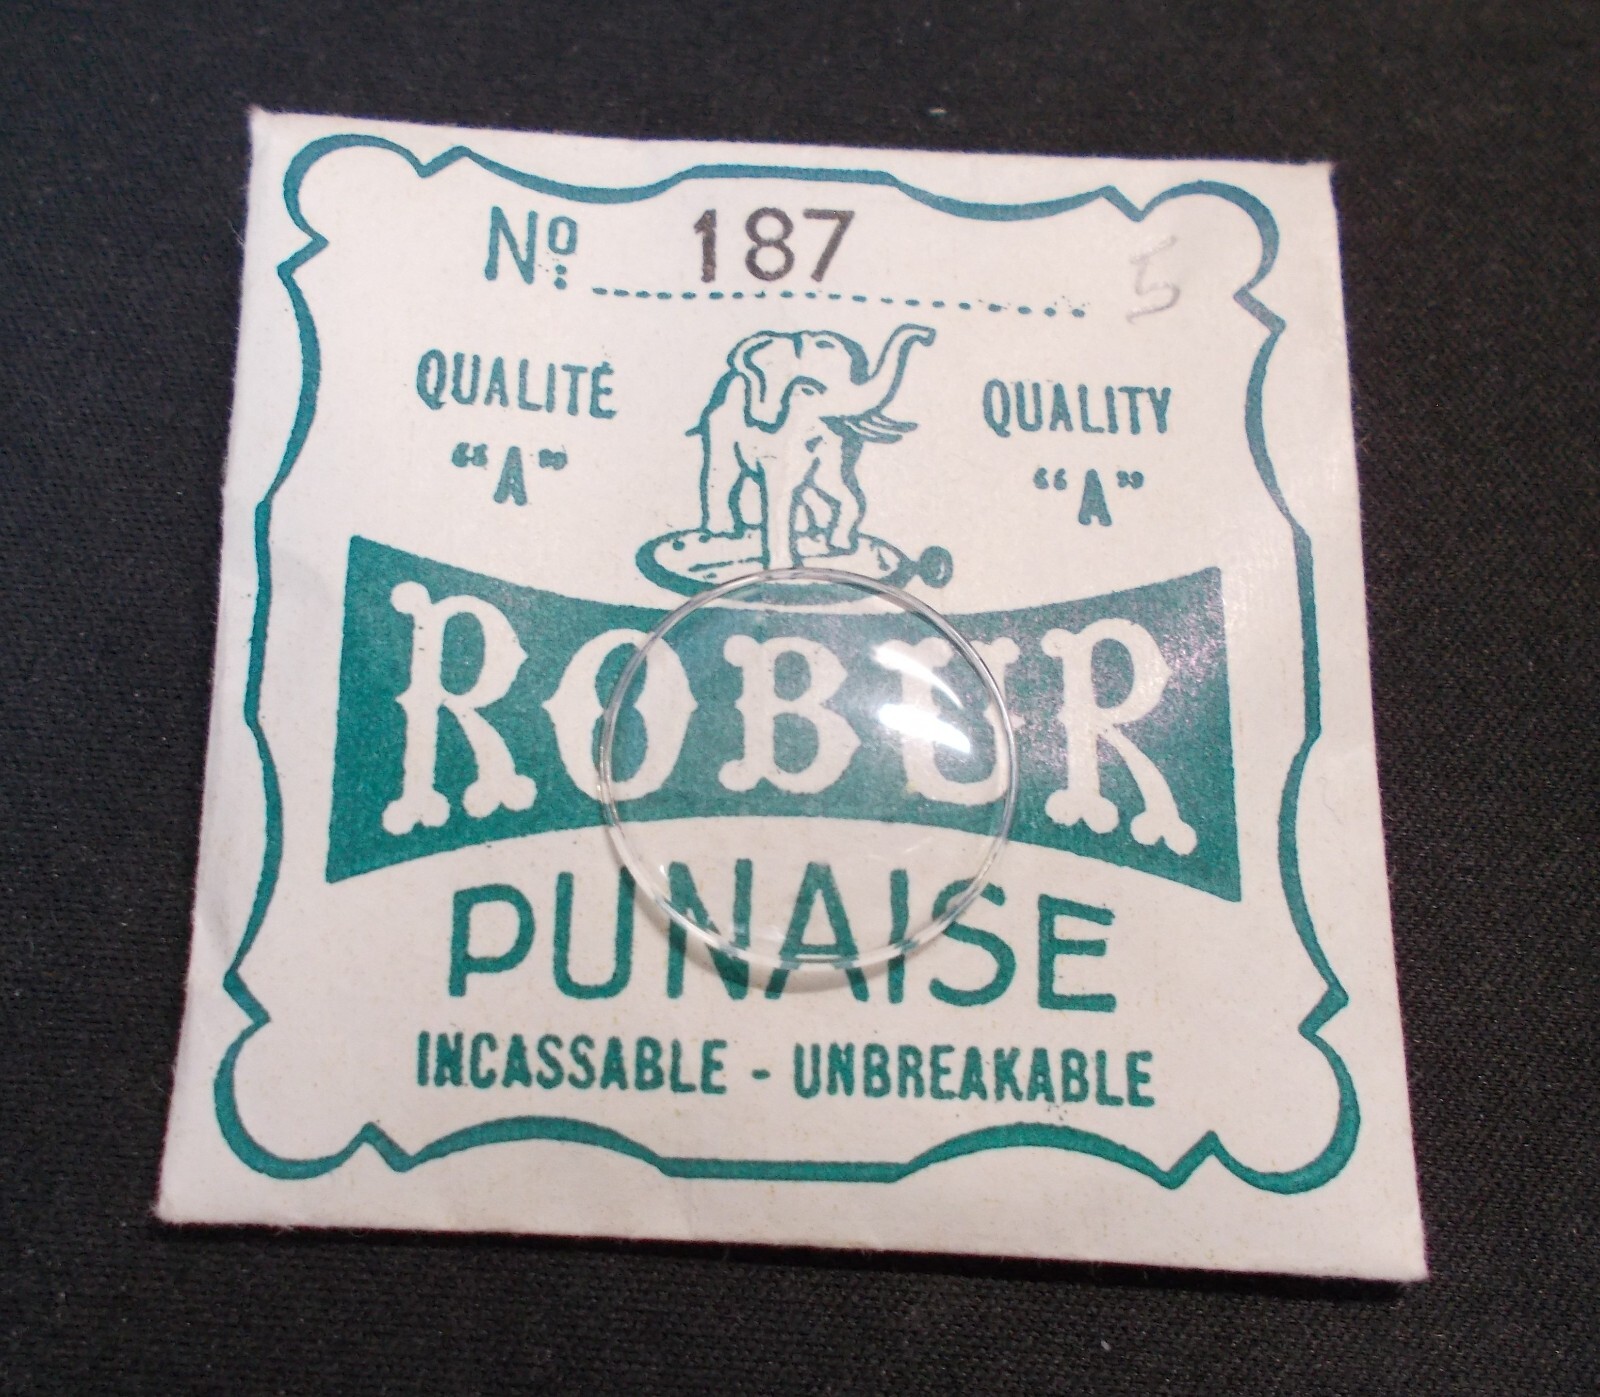 Nº 187 5
QUALITÉ QUALITY
“A” “A”
ROBUR
PUNAISE
INCASSABLE - UNBREAKABLE